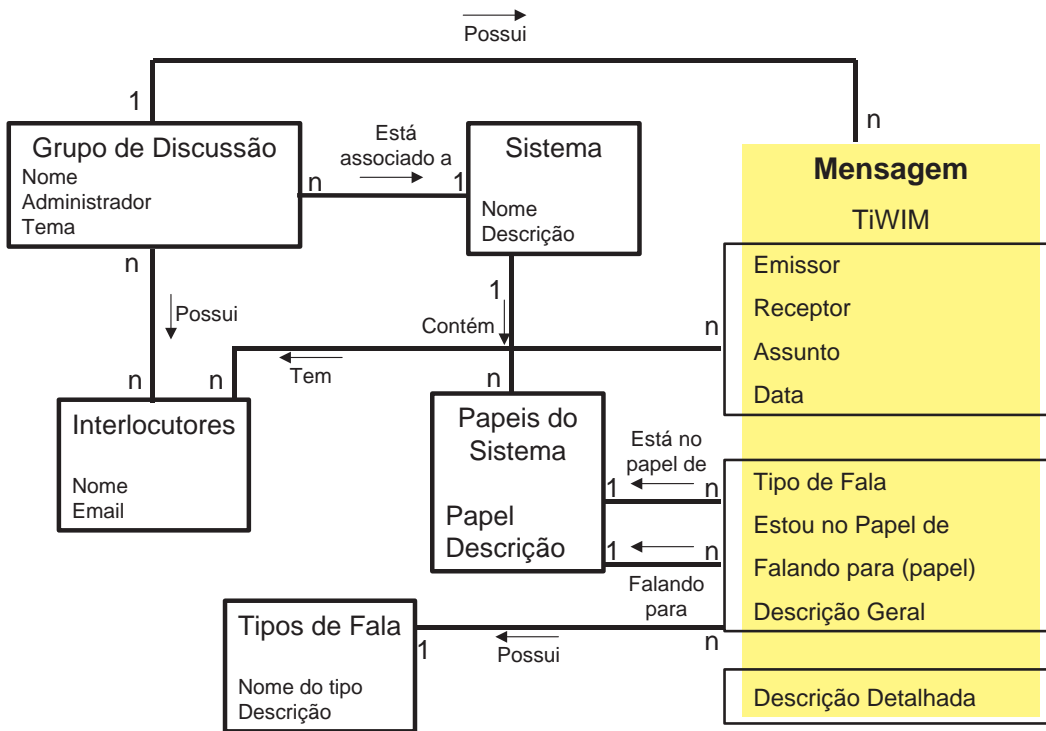 Possui
1
n
Grupo de Discussão
Nome
Administrador
Tema
Está
associado a
n
1
Sistema
Nome
Descrição
Mensagem
TiWIM
Emissor
Receptor
Assunto
Data
n
Possui
n
1
Contém
n
n
Tem
n
Interlocutores
Nome
Email
Papeis do
Sistema
Papel
Descrição
Está no
papel de
1
n
1
n
Falando
para
Tipo de Fala
Estou no Papel de
Falando para (papel)
Descrição Geral
Tipos de Fala
Nome do tipo
Descrição
1
Possui
n
Descrição Detalhada